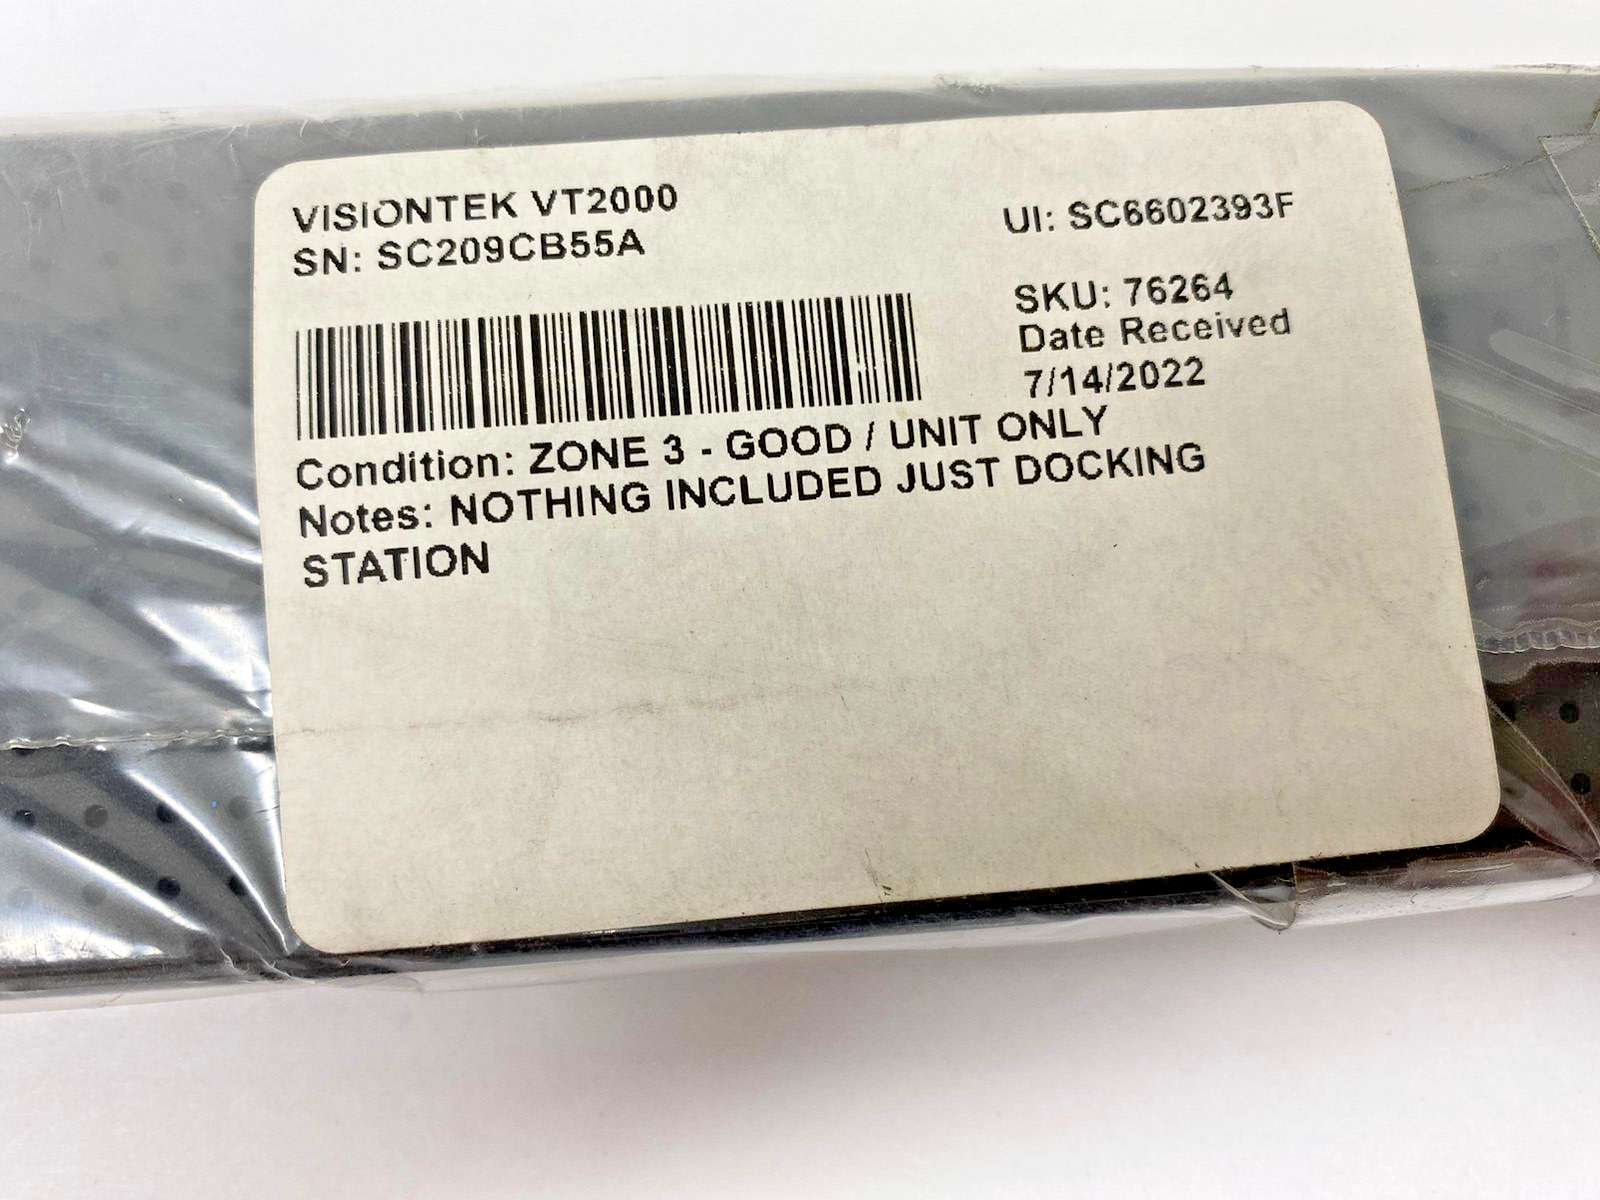 VISIONTEK VT2000
SN: SC209CB55A
UI: SC6602393F
SKU: 76264
Date Received
7/14/2022
Condition: ZONE 3 - GOOD / UNIT ONLY
Notes: NOTHING INCLUDED JUST DOCKING
STATION